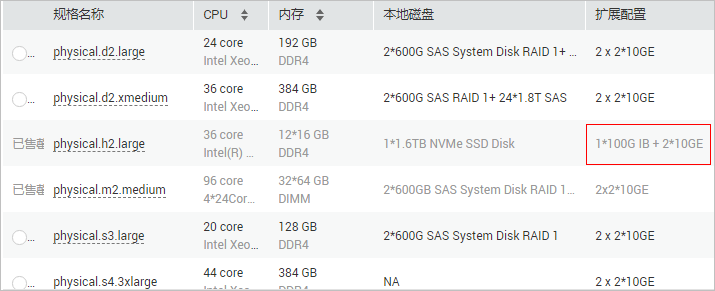 规格名称 CPU 内存 本地磁盘 扩展配置
... physical.d2.large 24 core Intel Xeo... 192 GB DDR4 2*600G SAS System Disk RAID 1+ ... 2 x 2*10GE
... physical.d2.xmedium 36 core Intel Xeo... 384 GB DDR4 2*600G SAS RAID 1+ 24*1.8T SAS 2 x 2*10GE
已售 physical.h2.large 36 core Intel(R) ... 12*16 GB DDR4 1*1.6TB NVMe SSD Disk 1*100G IB + 2*10GE
已售 physical.m2.medium 96 core 4*24Cor... 32*64 GB DIMM 2*600GB SAS System Disk RAID 1... 2x2*10GE
... physical.s3.large 20 core Intel Xeo... 128 GB DDR4 2*600G SAS System Disk RAID 1 2 x 2*10GE
physical.s4.3xlarge 44 core 384 GB NA 2 x 2*10GE